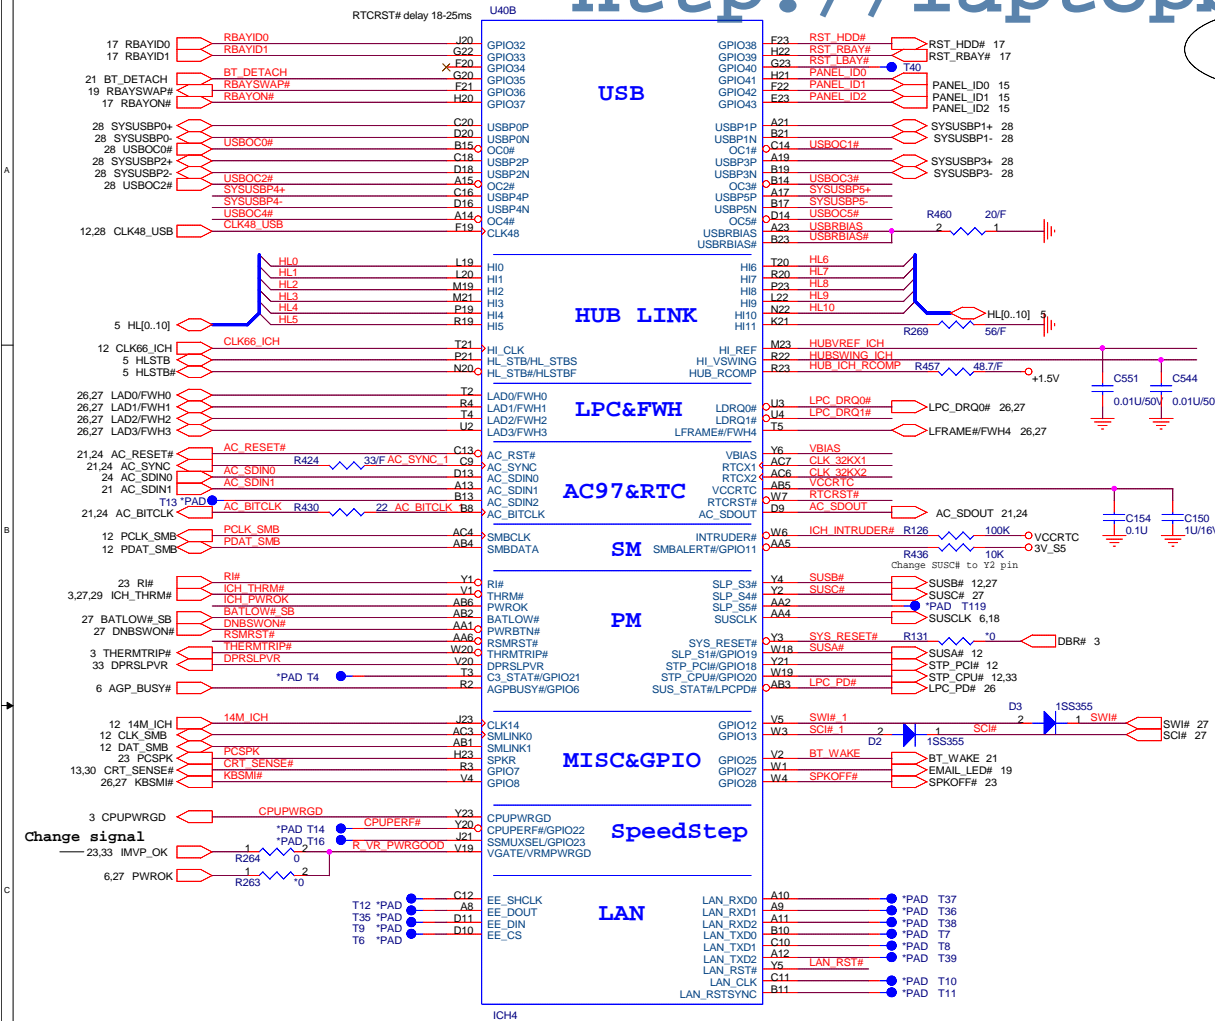 http://laptop
RTCRST# delay 18-25ms
U40B
17 RBAYID0 RBAYID0 J20 GPIO32
17 RBAYID1 RBAYID1 G22 GPIO33
F20 GPIO34
21 BT_DETACH BT_DETACH G20 GPIO35
19 RBAYSWAP# RBAYSWAP# F21 GPIO36
17 RBAYON# RBAYON# H20 GPIO37
USB
GPIO38 F23 RST_HDD# RST_HDD# 17
GPIO39 H22 RST_RBAY# RST_RBAY# 17
GPIO40 G23 RST_LBAY# T40
GPIO41 H21 PANEL_ID0 PANEL_ID0 15
GPIO42 F22 PANEL_ID1 PANEL_ID1 15
GPIO43 E23 PANEL_ID2 PANEL_ID2 15
28 SYSUSBP0+ C20 USBP0P
28 SYSUSBP0- D20 USBP0N
28 USBOC0# USBOC0# B15 OC0#
28 SYSUSBP2+ C18 USBP2P
28 SYSUSBP2- D18 USBP2N
28 USBOC2# USBOC2# A15 OC2#
SYSUSBP4+ C16 USBP4P
SYSUSBP4- D16 USBP4N
USBOC4# A14 OC4#
12,28 CLK48_USB CLK48_USB F19 CLK48
USBP1P A21 SYSUSBP1+ 28
USBP1N B21 SYSUSBP1- 28
OC1# C14 USBOC1#
USBP3P A19 SYSUSBP3+ 28
USBP3N B19 SYSUSBP3- 28
OC3# B14 USBOC3#
USBP5P A17 SYSUSBP5+
USBP5N B17 SYSUSBP5-
OC5# D14 USBOC5#
USBRBIAS A23 USBRBIAS R460 20/F 2 1
USBRBIAS# B23 USBRBIAS#
HL0 L19 HI0
HL1 L20 HI1
HL2 M19 HI2
HL3 M21 HI3
HL4 P19 HI4
HL5 R19 HI5
5 HL[0..10]
HUB LINK
HI6 T20 HL6
HI7 R20 HL7
HI8 P23 HL8
HI9 L22 HL9
HI10 N22 HL10 HL[0..10] 5
HI11 K21 R269 56/F
12 CLK66_ICH CLK66_ICH T21 HI_CLK
5 HLSTB P21 HL_STB/HL_STBS
5 HLSTB# N20 HL_STB#/HLSTBF
HI_REF M23 HUBVREF_ICH
HI_VSWING R22 HUBSWING_ICH
HUB_RCOMP R23 HUB_ICH_RCOMP R457 48.7/F +1.5V
C551 0.01U/50V
C544 0.01U/50
26,27 LAD0/FWH0 T2 LAD0/FWH0
26,27 LAD1/FWH1 R4 LAD1/FWH1
26,27 LAD2/FWH2 T4 LAD2/FWH2
26,27 LAD3/FWH3 U2 LAD3/FWH3
LPC&FWH
LDRQ0# U3 LPC_DRQ0# LPC_DRQ0# 26,27
LDRQ1# U4 LPC_DRQ1#
LFRAME#/FWH4 T5 LFRAME#/FWH4 26,27
21,24 AC_RESET# AC_RESET# C13 AC_RST#
21,24 AC_SYNC R424 33/F AC_SYNC_1 C9 AC_SYNC
24 AC_SDIN0 AC_SDIN0 D13 AC_SDIN0
21 AC_SDIN1 AC_SDIN1 A13 AC_SDIN1
T13 *PAD B13 AC_SDIN2
21,24 AC_BITCLK AC_BITCLK R430 22 AC_BITCLK1 B8 AC_BITCLK
AC97&RTC
VBIAS Y6 VBIAS
RTCX1 AC7 CLK_32KX1
RTCX2 AC6 CLK_32KX2
VCCRTC AB5 VCCRTC
RTCRST# W7 RTCRST#
AC_SDOUT D9 AC_SDOUT AC_SDOUT 21,24
C154 0.1U
C150 1U/16V
12 PCLK_SMB PCLK_SMB AC4 SMBCLK
12 PDAT_SMB PDAT_SMB AB4 SMBDATA
SM
INTRUDER# W6 ICH_INTRUDER# R126 100K VCCRTC
SMBALERT#/GPIO11 AA5 R436 10K 3V_S5
Change SUSC# to Y2 pin
23 RI# RI# Y1 RI#
3,27,29 ICH_THRM# ICH_THRM# V1 THRM#
ICH_PWROK AB6 PWROK
27 BATLOW#_SB BATLOW#_SB AB2 BATLOW#
27 DNBSWON# DNBSWON# AA1 PWRBTN#
RSMRST# AA6 RSMRST#
3 THERMTRIP# THERMTRIP# W20 THRMTRIP#
33 DPRSLPVR DPRSLPVR V20 DPRSLPVR
*PAD T4 T3 C3_STAT#/GPIO21
6 AGP_BUSY# R2 AGPBUSY#/GPIO6
PM
SLP_S3# Y4 SUSB# SUSB# 12,27
SLP_S4# Y2 SUSC# SUSC# 27
SLP_S5# AA2 *PAD T119
SUSCLK AA4 SUSCLK 6,18
SYS_RESET# Y3 SYS_RESET# R131 *0 DBR# 3
SLP_S1#/GPIO19 W18 SUSA# SUSA# 12
STP_PCI#/GPIO18 Y21 STP_PCI# 12
STP_CPU#/GPIO20 W19 STP_CPU# 12,33
SUS_STAT#/LPCPD# AB3 LPC_PD# LPC_PD# 26
12 14M_ICH 14M_ICH J23 CLK14
12 CLK_SMB AC3 SMLINK0
12 DAT_SMB AB1 SMLINK1
23 PCSPK PCSPK H23 SPKR
13,30 CRT_SENSE# CRT_SENSE# R3 GPIO7
26,27 KBSMI# KBSMI# V4 GPIO8
MISC&GPIO
GPIO12 V5 SWI#_1 2 D3 1SS355 1 SWI# SWI# 27
GPIO13 W3 SCI#_1 2 D2 1SS355 1 SCI# SCI# 27
GPIO25 V2 BT_WAKE BT_WAKE 21
GPIO27 W1 EMAIL_LED# 19
GPIO28 W4 SPKOFF# SPKOFF# 23
3 CPUPWRGD CPUPWRGD Y23 CPUPWRGD
*PAD T14 CPUPERF# Y20 CPUPERF#/GPIO22
*PAD T16 J21 SSMUXSEL/GPIO23
Change signal
23,33 IMVP_OK 1 R264 2 0 R_VR_PWRGOOD V19 VGATE/VRMPWRGD
6,27 PWROK 1 R263 2 *0
SpeedStep
T12 *PAD C12 EE_SHCLK
T35 *PAD A8 EE_DOUT
T9 *PAD D11 EE_DIN
T6 *PAD D10 EE_CS
LAN
LAN_RXD0 A10 *PAD T37
LAN_RXD1 A9 *PAD T36
LAN_RXD2 A11 *PAD T38
LAN_TXD0 B10 *PAD T7
LAN_TXD1 C10 *PAD T8
LAN_TXD2 A12 *PAD T39
LAN_RST# Y5 LAN_RST#
LAN_CLK C11 *PAD T10
LAN_RSTSYNC B11 *PAD T11
ICH4
A
B
C